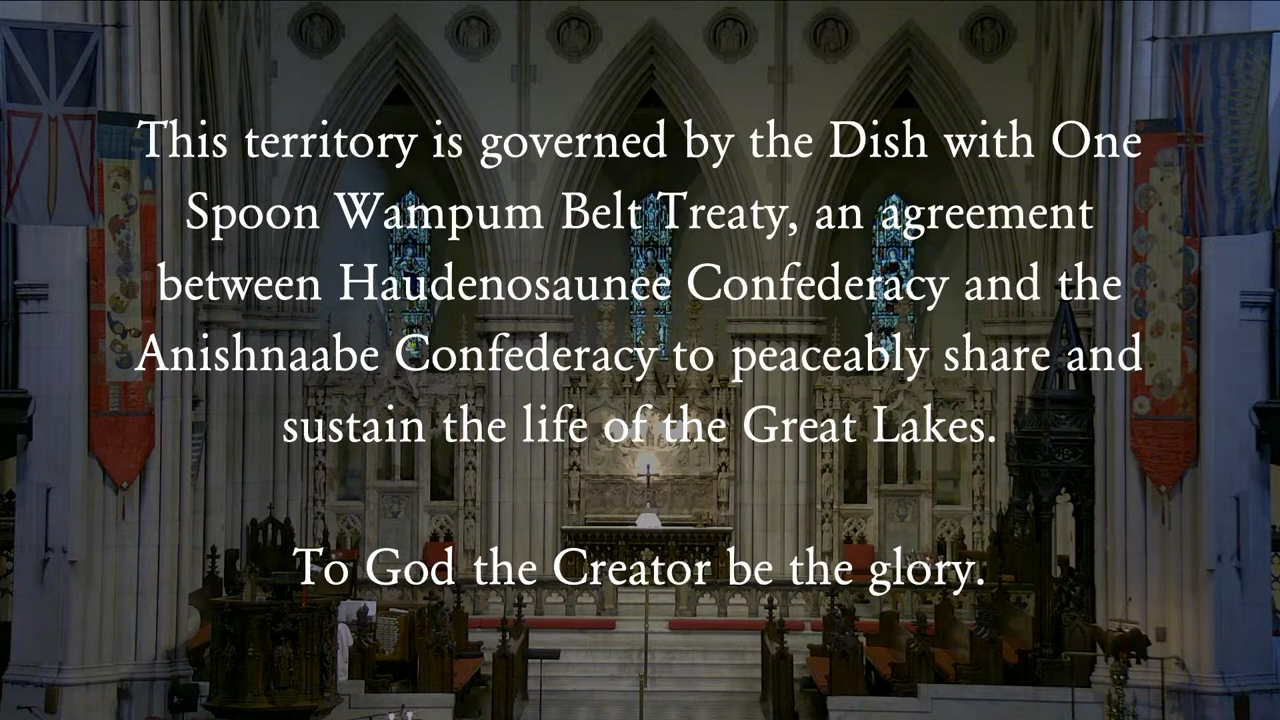 This territory is governed by the Dish with One
Spoon Wampum Belt Treaty, an agreement
between Haudenosaunee Confederacy and the
Anishnaabe Confederacy to peaceably share and
sustain the life of the Great Lakes.
To God the Creator be the glory.